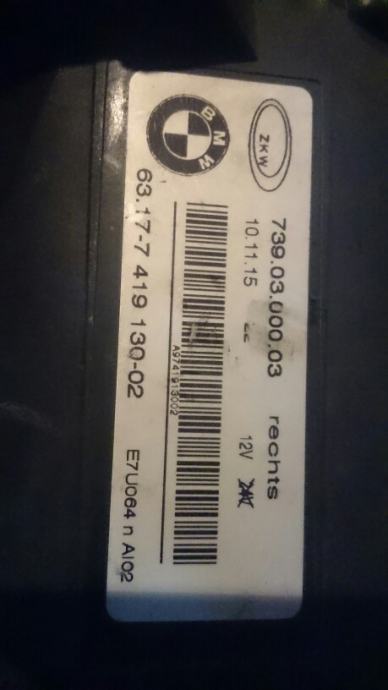 ZKW
739.03.000.03 rechts
10.11.15 12V
A9741913002
BMW
63.17-7 419 130-02 E7U064 n AI02